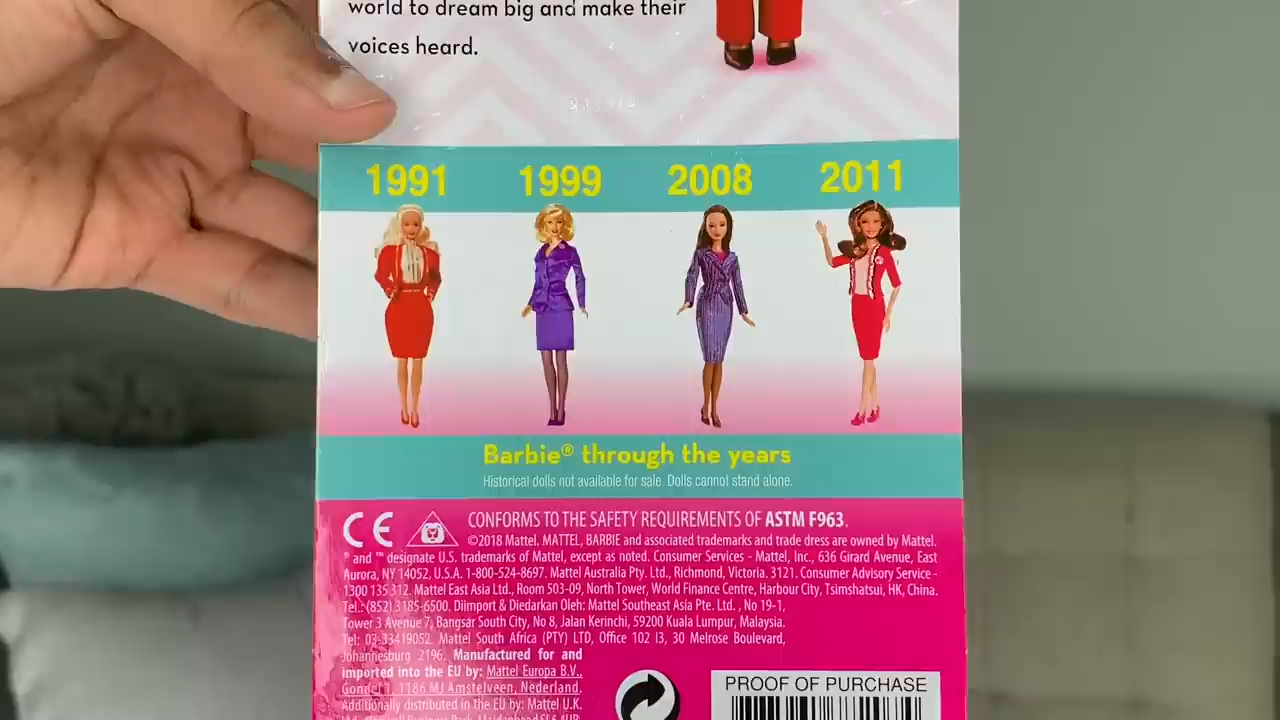 world to dream big and make their
voices heard.
1991 1999 2008 2011
Barbie® through the years
Historical dolls not available for sale. Dolls cannot stand alone.
CE CONFORMS TO THE SAFETY REQUIREMENTS OF ASTM F963.
©2018 Mattel. MATTEL, BARBIE and associated trademarks and trade dress are owned by Mattel.
® and ™ designate U.S. trademarks of Mattel, except as noted. Consumer Services - Mattel, Inc., 636 Girard Avenue, East
Aurora, NY 14052, U.S.A. 1-800-524-8697. Mattel Australia Pty. Ltd., Richmond, Victoria. 3121. Consumer Advisory Service -
1300 135 312. Mattel East Asia Ltd., Room 503-09, North Tower, World Finance Centre, Harbour City, Tsimshatsui, HK, China.
Tel.: (852) 3185-6500. Diimport & Diedarkan Oleh: Mattel Southeast Asia Pte. Ltd., No 19-1,
Tower 3 Avenue 7, Bangsar South City, No 8, Jalan Kerinchi, 59200 Kuala Lumpur, Malaysia.
Tel: 03-33419052. Mattel South Africa (PTY) LTD, Office 102 I3, 30 Melrose Boulevard,
Johannesburg 2196. Manufactured for and
imported into the EU by: Mattel Europa B.V.,
Gondel 1, 1186 MJ Amstelveen, Nederland.
Additionally distributed in the EU by: Mattel U.K.
PROOF OF PURCHASE